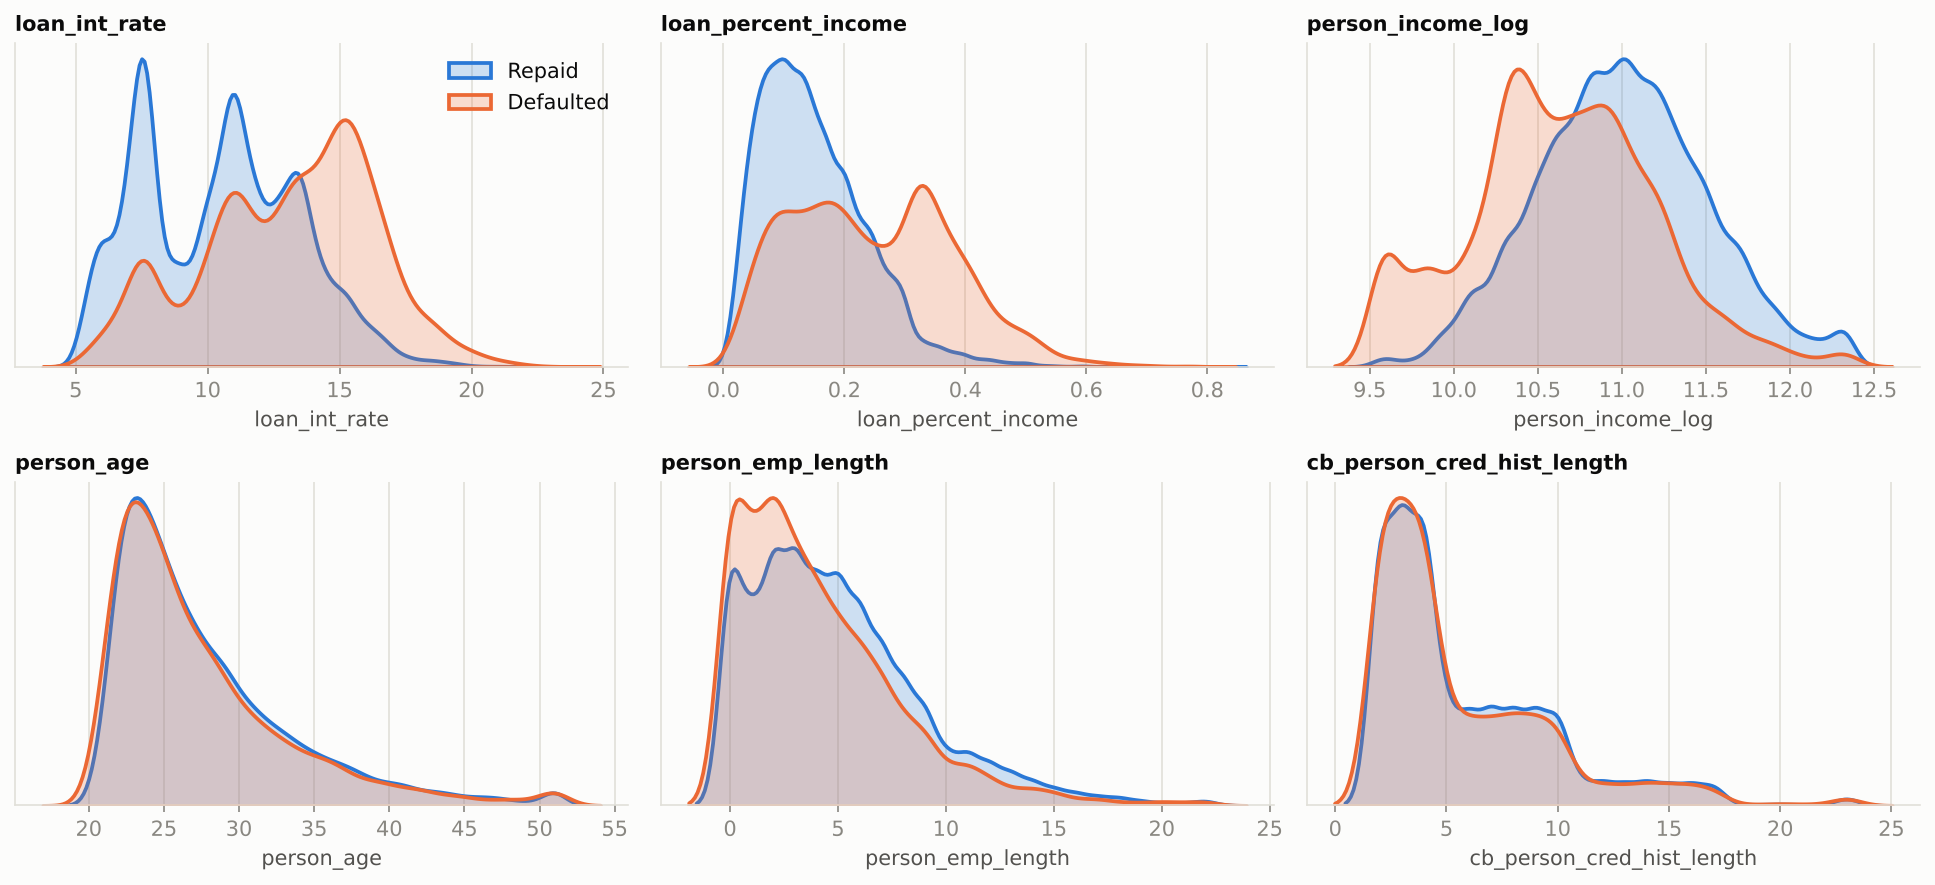 loan_int_rate
Repaid
Defaulted
5 10 15 20 25
loan_int_rate
loan_percent_income
0.0 0.2 0.4 0.6 0.8
loan_percent_income
person_income_log
9.5 10.0 10.5 11.0 11.5 12.0 12.5
person_income_log
person_age
20 25 30 35 40 45 50 55
person_age
person_emp_length
0 5 10 15 20 25
person_emp_length
cb_person_cred_hist_length
0 5 10 15 20 25
cb_person_cred_hist_length